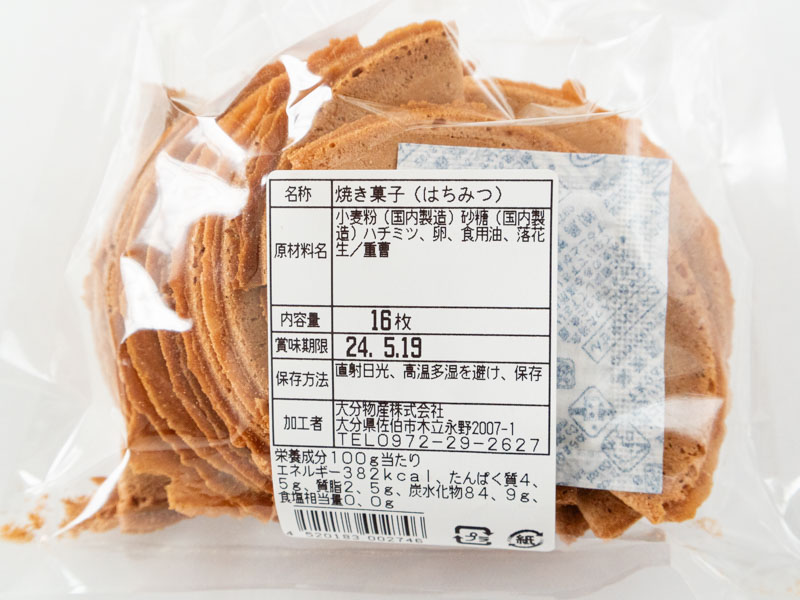 名称 焼き菓子（はちみつ）
原材料名 小麦粉（国内製造）砂糖（国内製
造）ハチミツ、卵、食用油、落花
生／重曹
内容量 16枚
賞味期限 24. 5.19
保存方法 直射日光、高温多湿を避け、保存
加工者 大分物産株式会社
大分県佐伯市木立永野2007-1
TEL0972-29-2627
栄養成分100g当たり
エネルギー382kcal、たんぱく質4、
5g、質脂2、5g、炭水化物84、9g、
食塩相当量0、0g
4 520183 002746
プラ
紙